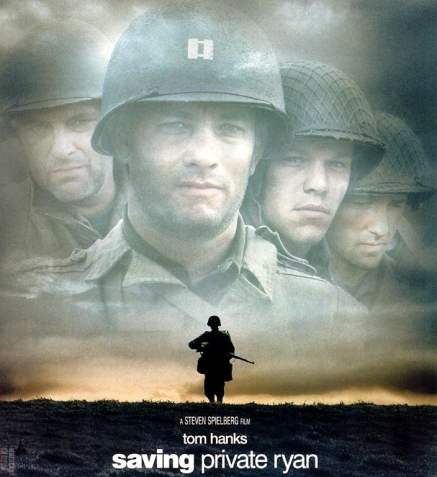 A STEVEN SPIELBERG FILM
tom hanks
saving private ryan